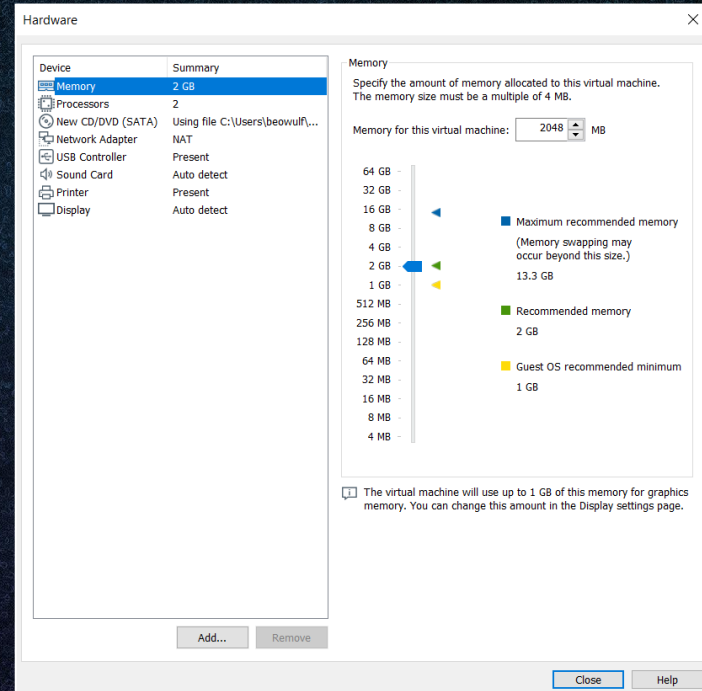 Hardware
Device Summary
Memory 2 GB
Processors 2
New CD/DVD (SATA) Using file C:\Users\beowulf\...
Network Adapter NAT
USB Controller Present
Sound Card Auto detect
Printer Present
Display Auto detect
Add... Remove
Memory
Specify the amount of memory allocated to this virtual machine.
The memory size must be a multiple of 4 MB.
Memory for this virtual machine: 2048 MB
64 GB
32 GB
16 GB
8 GB
4 GB
2 GB
1 GB
512 MB
256 MB
128 MB
64 MB
32 MB
16 MB
8 MB
4 MB
Maximum recommended memory
(Memory swapping may
occur beyond this size.)
13.3 GB
Recommended memory
2 GB
Guest OS recommended minimum
1 GB
The virtual machine will use up to 1 GB of this memory for graphics
memory. You can change this amount in the Display settings page.
Close Help